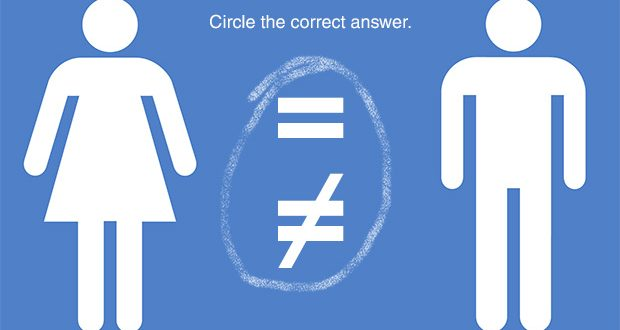 Circle the correct answer.
=
≠